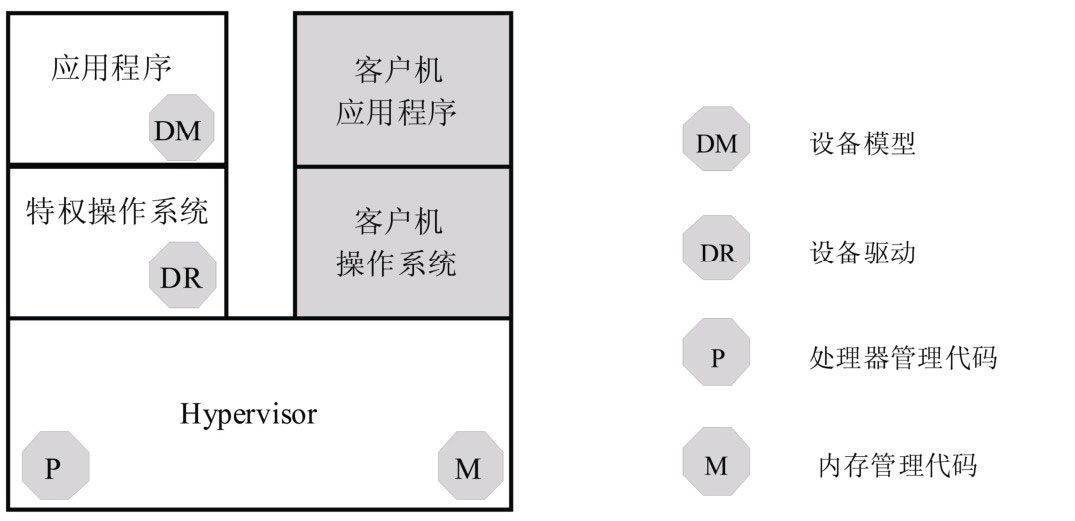 应用程序
DM
特权操作系统
DR
客户机
应用程序
客户机
操作系统
Hypervisor
P
M
DM 设备模型
DR 设备驱动
P 处理器管理代码
M 内存管理代码